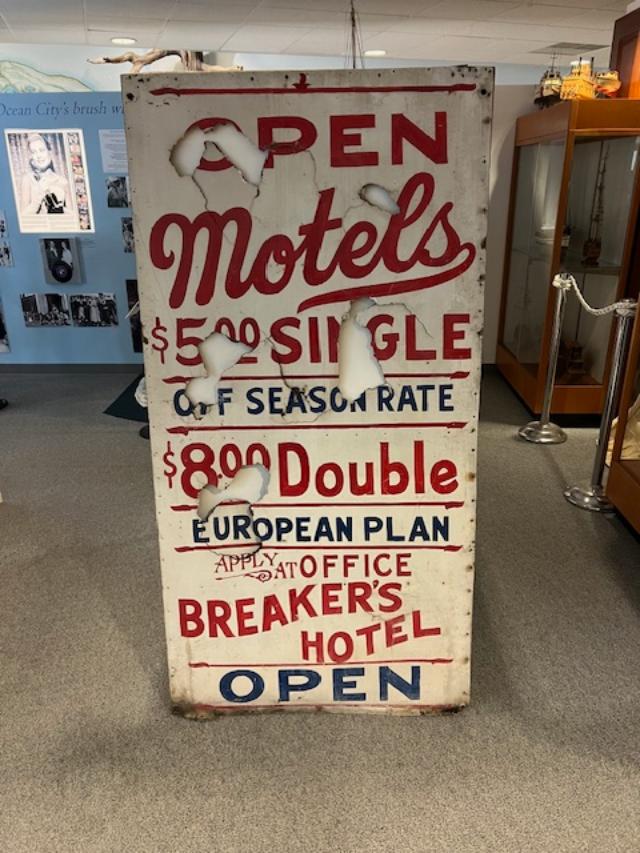 Ocean City's brush wi
OPEN
Motels
$5.00 SINGLE
OFF SEASON RATE
$8.00 Double
EUROPEAN PLAN
APPLY AT OFFICE
BREAKER'S
HOTEL
OPEN